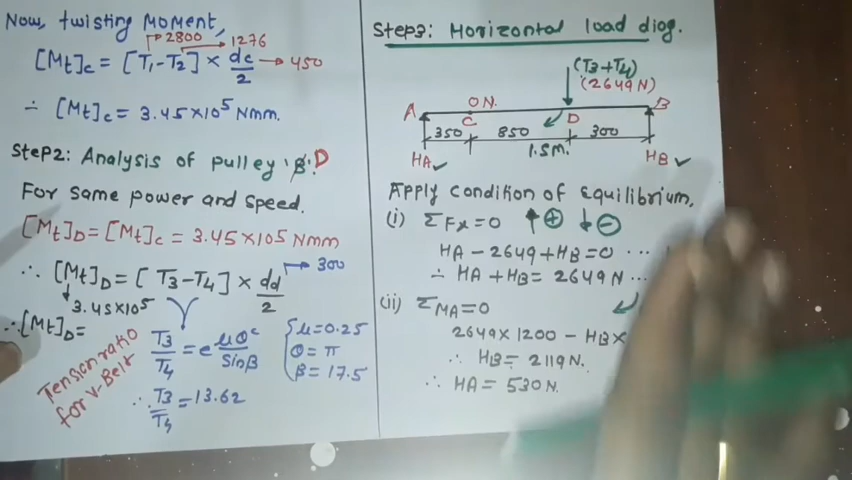 Now, twisting Moment,
2800
1276
[Mt]c = [T1-T2] × dc/2 → 450
∴ [Mt]c = 3.45×10⁵ Nmm.
Step2: Analysis of pulley 'B' D
For same power and speed.
[Mt]D = [Mt]c = 3.45×105 Nmm
∴ [Mt]D = [T3-T4] × dd/2 → 300
3.45×10⁵
∴ [Mt]D =
Tension ratio
for V-Belt
T3/T4 = e μθᶜ/sinβ
μ = 0.25
θ = π
β = 17.5
∴ T3/T4 = 13.62
Step3: Horizontal load diag.
(T3+T4)
(2649 N)
A
0 N.
C
D
B
350
850
300
1.5m.
HA ✓
HB ✓
Apply condition of equilibrium.
(i) ΣFx = 0 ↑ ⊕ ↓ ⊖
HA - 2649 + HB = 0 ...
∴ HA + HB = 2649 N ...
(ii) ΣMA = 0
2649 × 1200 - HB ×
∴ HB = 2119 N.
∴ HA = 530 N.